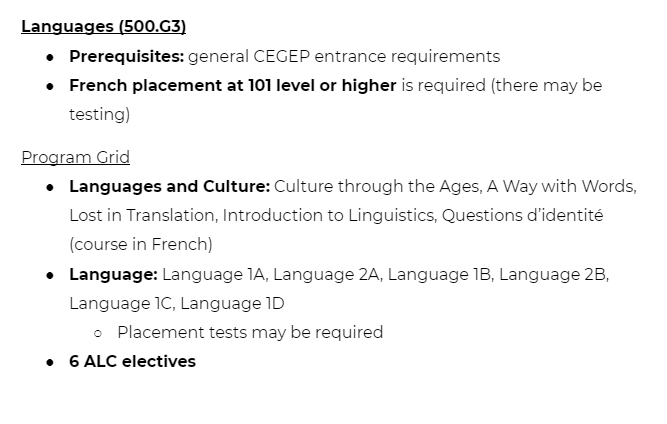 Languages (500.G3)
● Prerequisites: general CEGEP entrance requirements
● French placement at 101 level or higher is required (there may be
testing)
Program Grid
● Languages and Culture: Culture through the Ages, A Way with Words,
Lost in Translation, Introduction to Linguistics, Questions d'identité
(course in French)
● Language: Language 1A, Language 2A, Language 1B, Language 2B,
Language 1C, Language 1D
○ Placement tests may be required
● 6 ALC electives